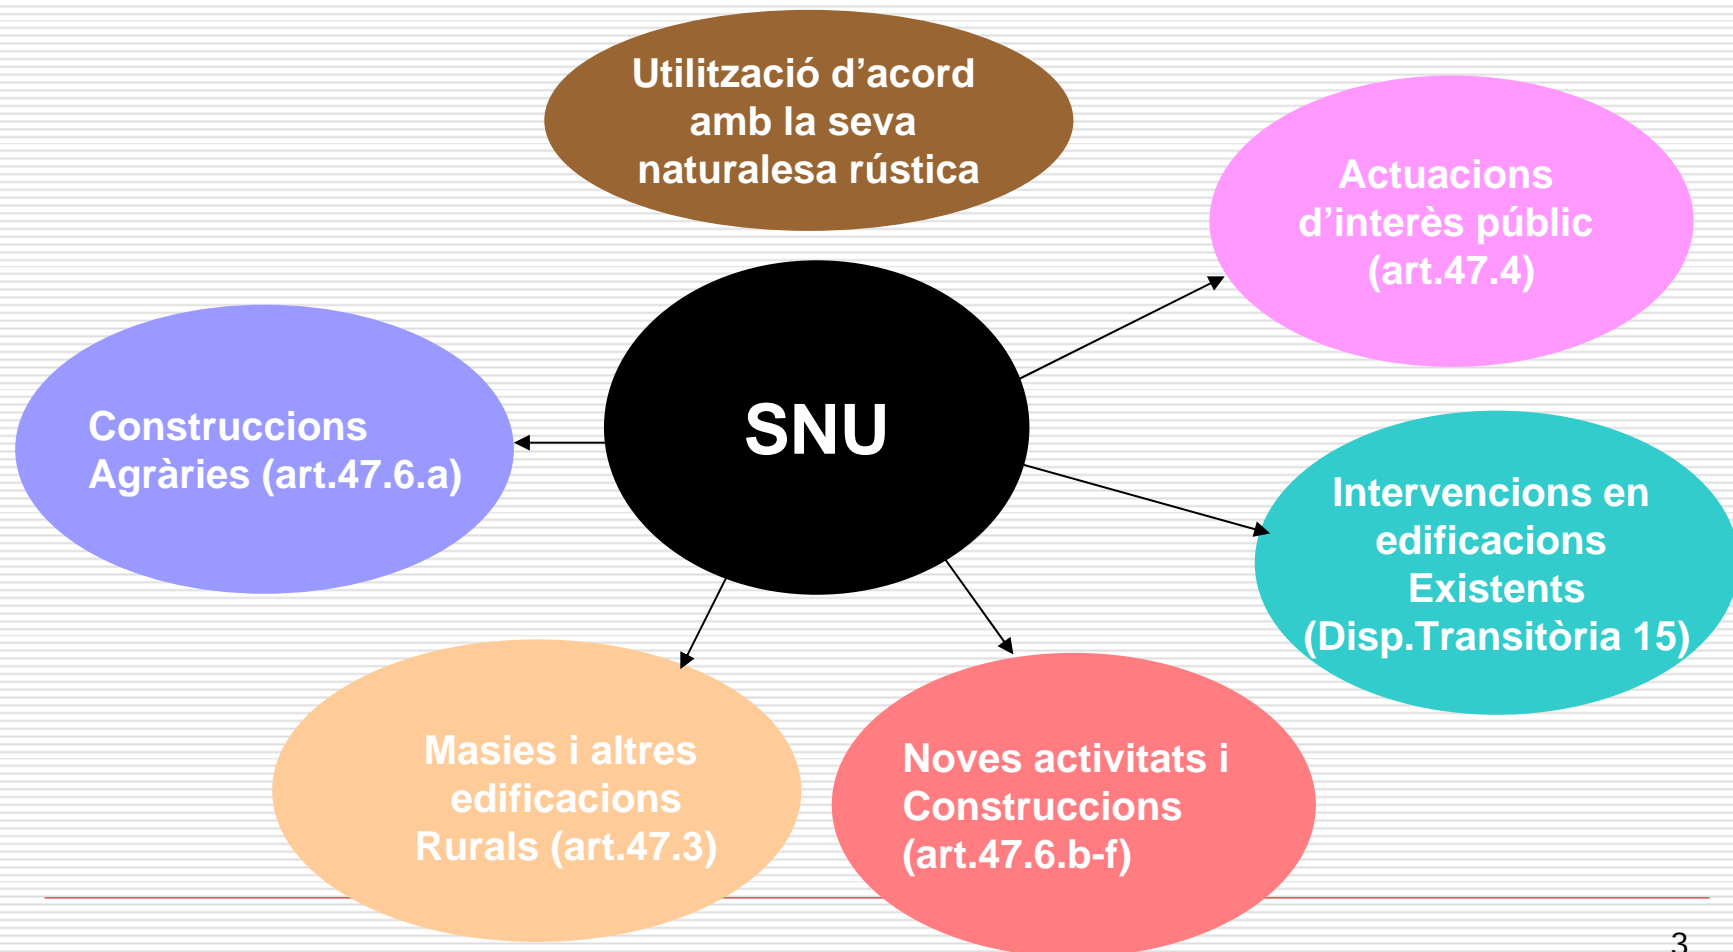 Utilització d’acord
amb la seva
naturalesa rústica
Actuacions
d’interès públic
(art.47.4)
SNU
Construccions
Agràries (art.47.6.a)
Intervencions en
edificacions
Existents
(Disp.Transitòria 15)
Masies i altres
edificacions
Rurals (art.47.3)
Noves activitats i
Construccions
(art.47.6.b-f)
3